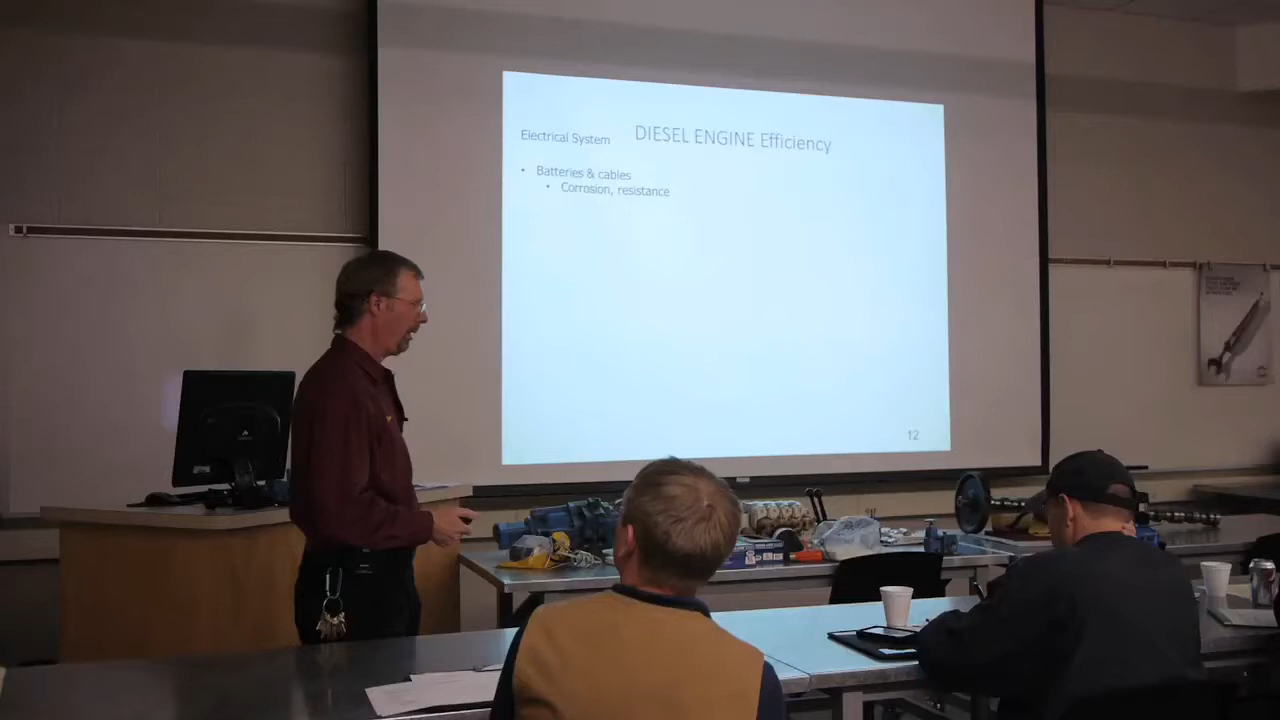 DIESEL ENGINE Efficiency
Electrical System
• Batteries & cables
• Corrosion, resistance
12